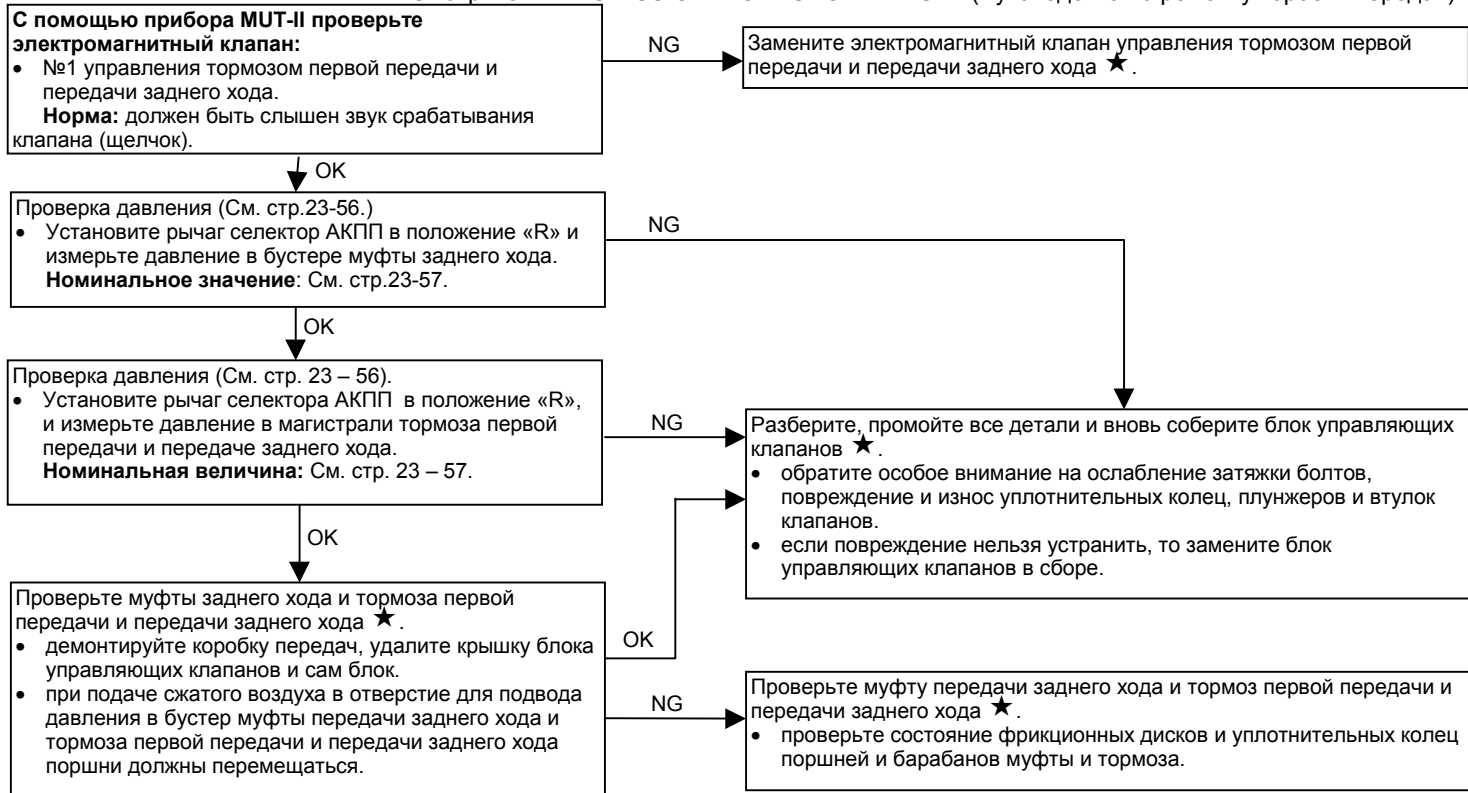 С помощью прибора MUT-II проверьте
электромагнитный клапан:
• №1 управления тормозом первой передачи и
передачи заднего хода.
Норма: должен быть слышен звук срабатывания
клапана (щелчок).
NG
Замените электромагнитный клапан управления тормозом первой
передачи и передачи заднего хода ★.
OK
Проверка давления (См. стр.23-56.)
• Установите рычаг селектор АКПП в положение «R» и
измерьте давление в бустере муфты заднего хода.
Номинальное значение: См. стр.23-57.
NG
OK
Проверка давления (См. стр. 23 – 56).
• Установите рычаг селектора АКПП в положение «R»,
и измерьте давление в магистрали тормоза первой
передачи и передаче заднего хода.
Номинальная величина: См. стр. 23 – 57.
NG
Разберите, промойте все детали и вновь соберите блок управляющих
клапанов ★.
• обратите особое внимание на ослабление затяжки болтов,
повреждение и износ уплотнительных колец, плунжеров и втулок
клапанов.
• если повреждение нельзя устранить, то замените блок
управляющих клапанов в сборе.
OK
Проверьте муфты заднего хода и тормоза первой
передачи и передачи заднего хода ★.
• демонтируйте коробку передач, удалите крышку блока
управляющих клапанов и сам блок.
• при подаче сжатого воздуха в отверстие для подвода
давления в бустер муфты передачи заднего хода и
тормоза первой передачи и передачи заднего хода
поршни должны перемещаться.
OK
NG
Проверьте муфту передачи заднего хода и тормоз первой передачи и
передачи заднего хода ★.
• проверьте состояние фрикционных дисков и уплотнительных колец
поршней и барабанов муфты и тормоза.